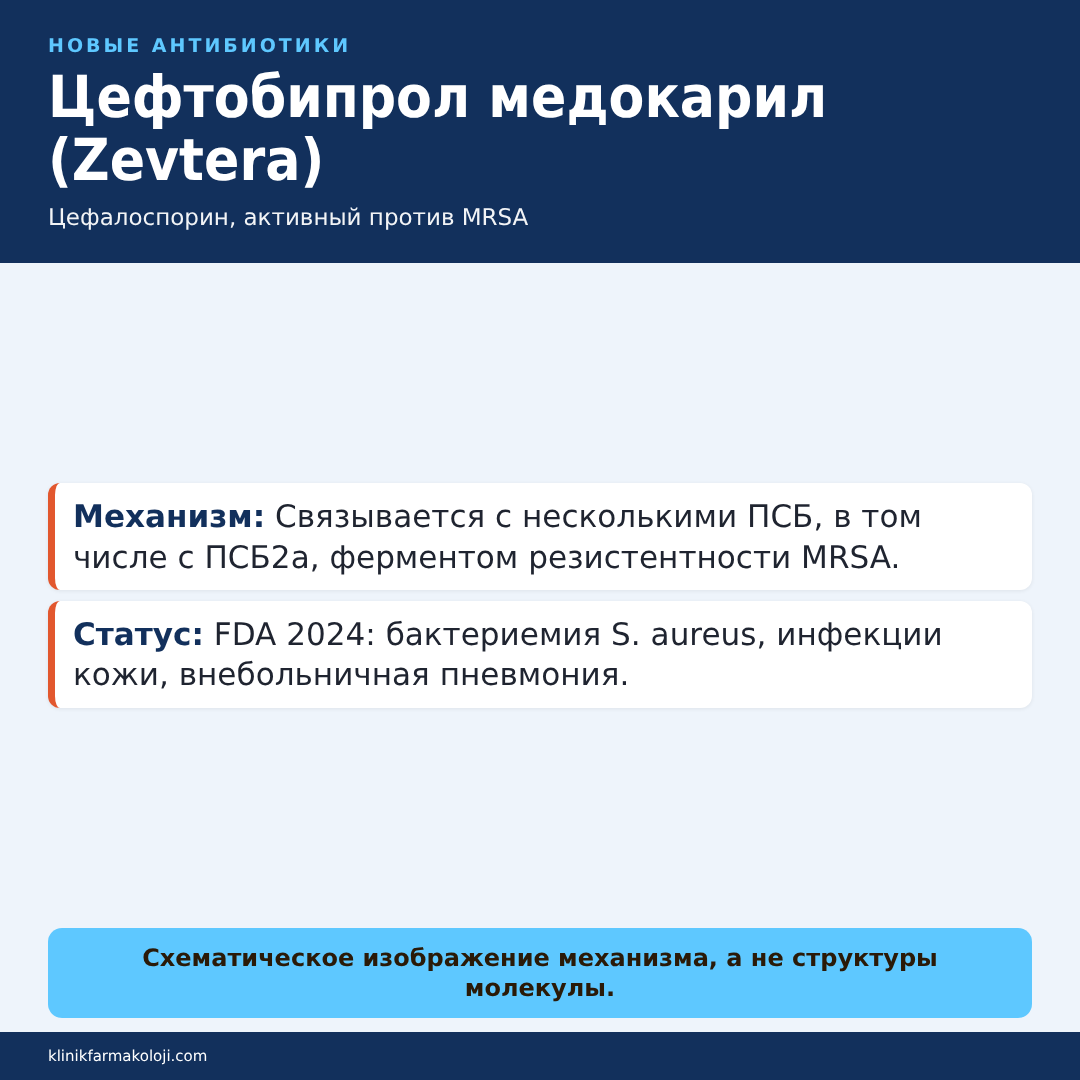 НОВЫЕ АНТИБИОТИКИ
Цефтобипрол медокарил
(Zevtera)
Цефалоспорин, активный против MRSA
Механизм: Связывается с несколькими ПСБ, в том
числе с ПСБ2a, ферментом резистентности MRSA.
Статус: FDA 2024: бактериемия S. aureus, инфекции
кожи, внебольничная пневмония.
Схематическое изображение механизма, а не структуры
молекулы.
klinikfarmakoloji.com